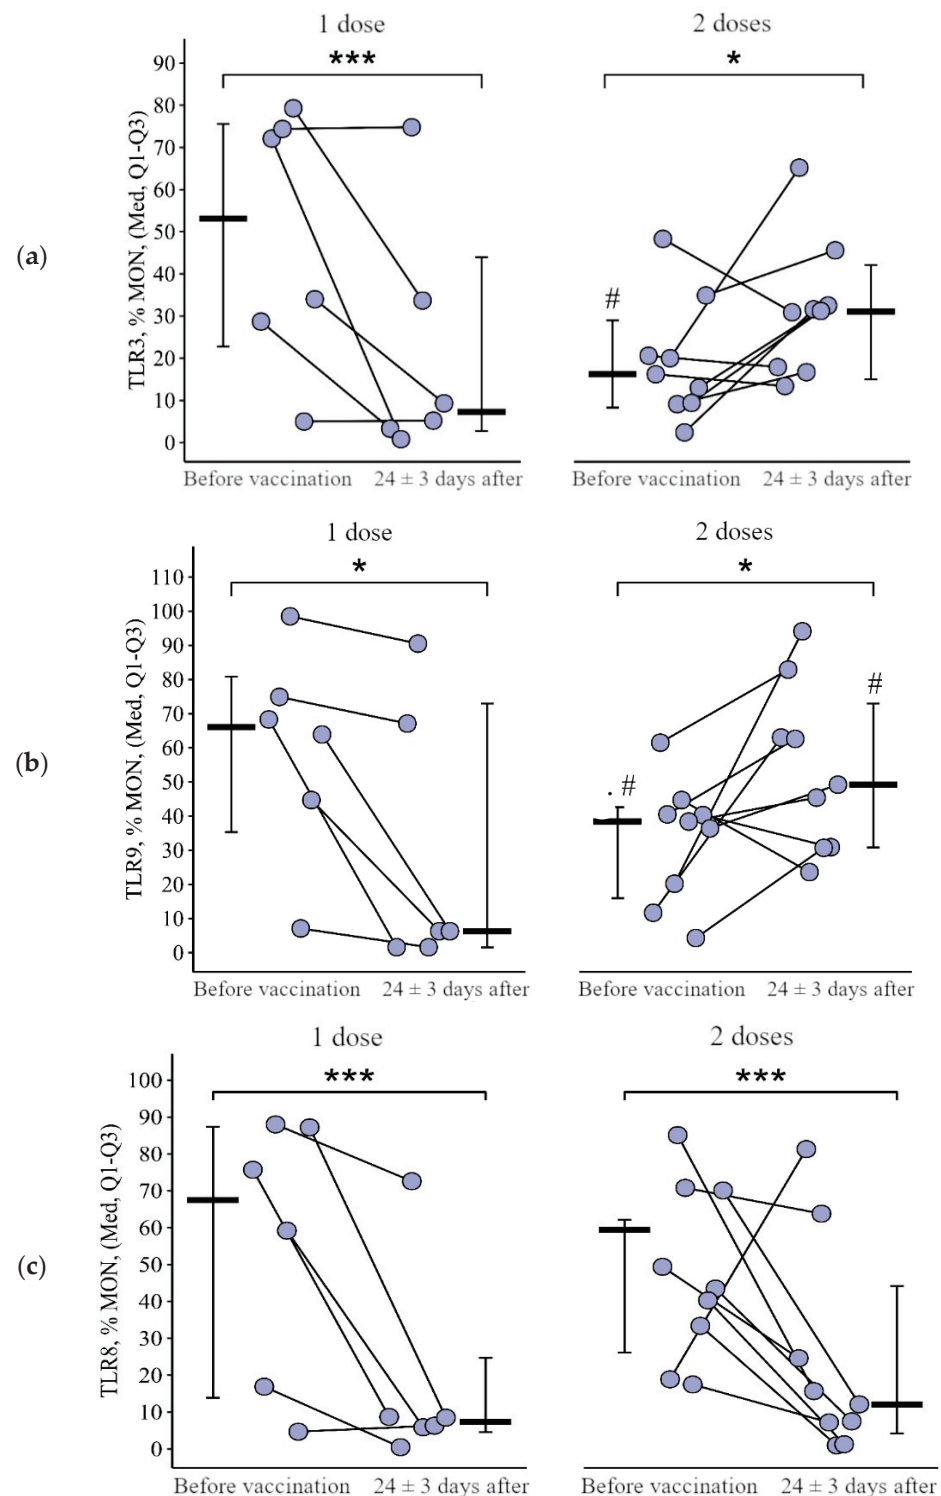 1 dose
2 doses
***
*
90
80
70
60
50
40
30
20
10
0
TLR3, % MON, (Med, Q1-Q3)
(a)
#
Before vaccination
24 ± 3 days after
Before vaccination
24 ± 3 days after
1 dose
2 doses
*
*
110
100
90
80
70
60
50
40
30
20
10
0
TLR9, % MON, (Med, Q1-Q3)
(b)
. #
#
Before vaccination
24 ± 3 days after
Before vaccination
24 ± 3 days after
1 dose
2 doses
***
***
100
90
80
70
60
50
40
30
20
10
0
TLR8, % MON, (Med, Q1-Q3)
(c)
Before vaccination
24 ± 3 days after
Before vaccination
24 ± 3 days after